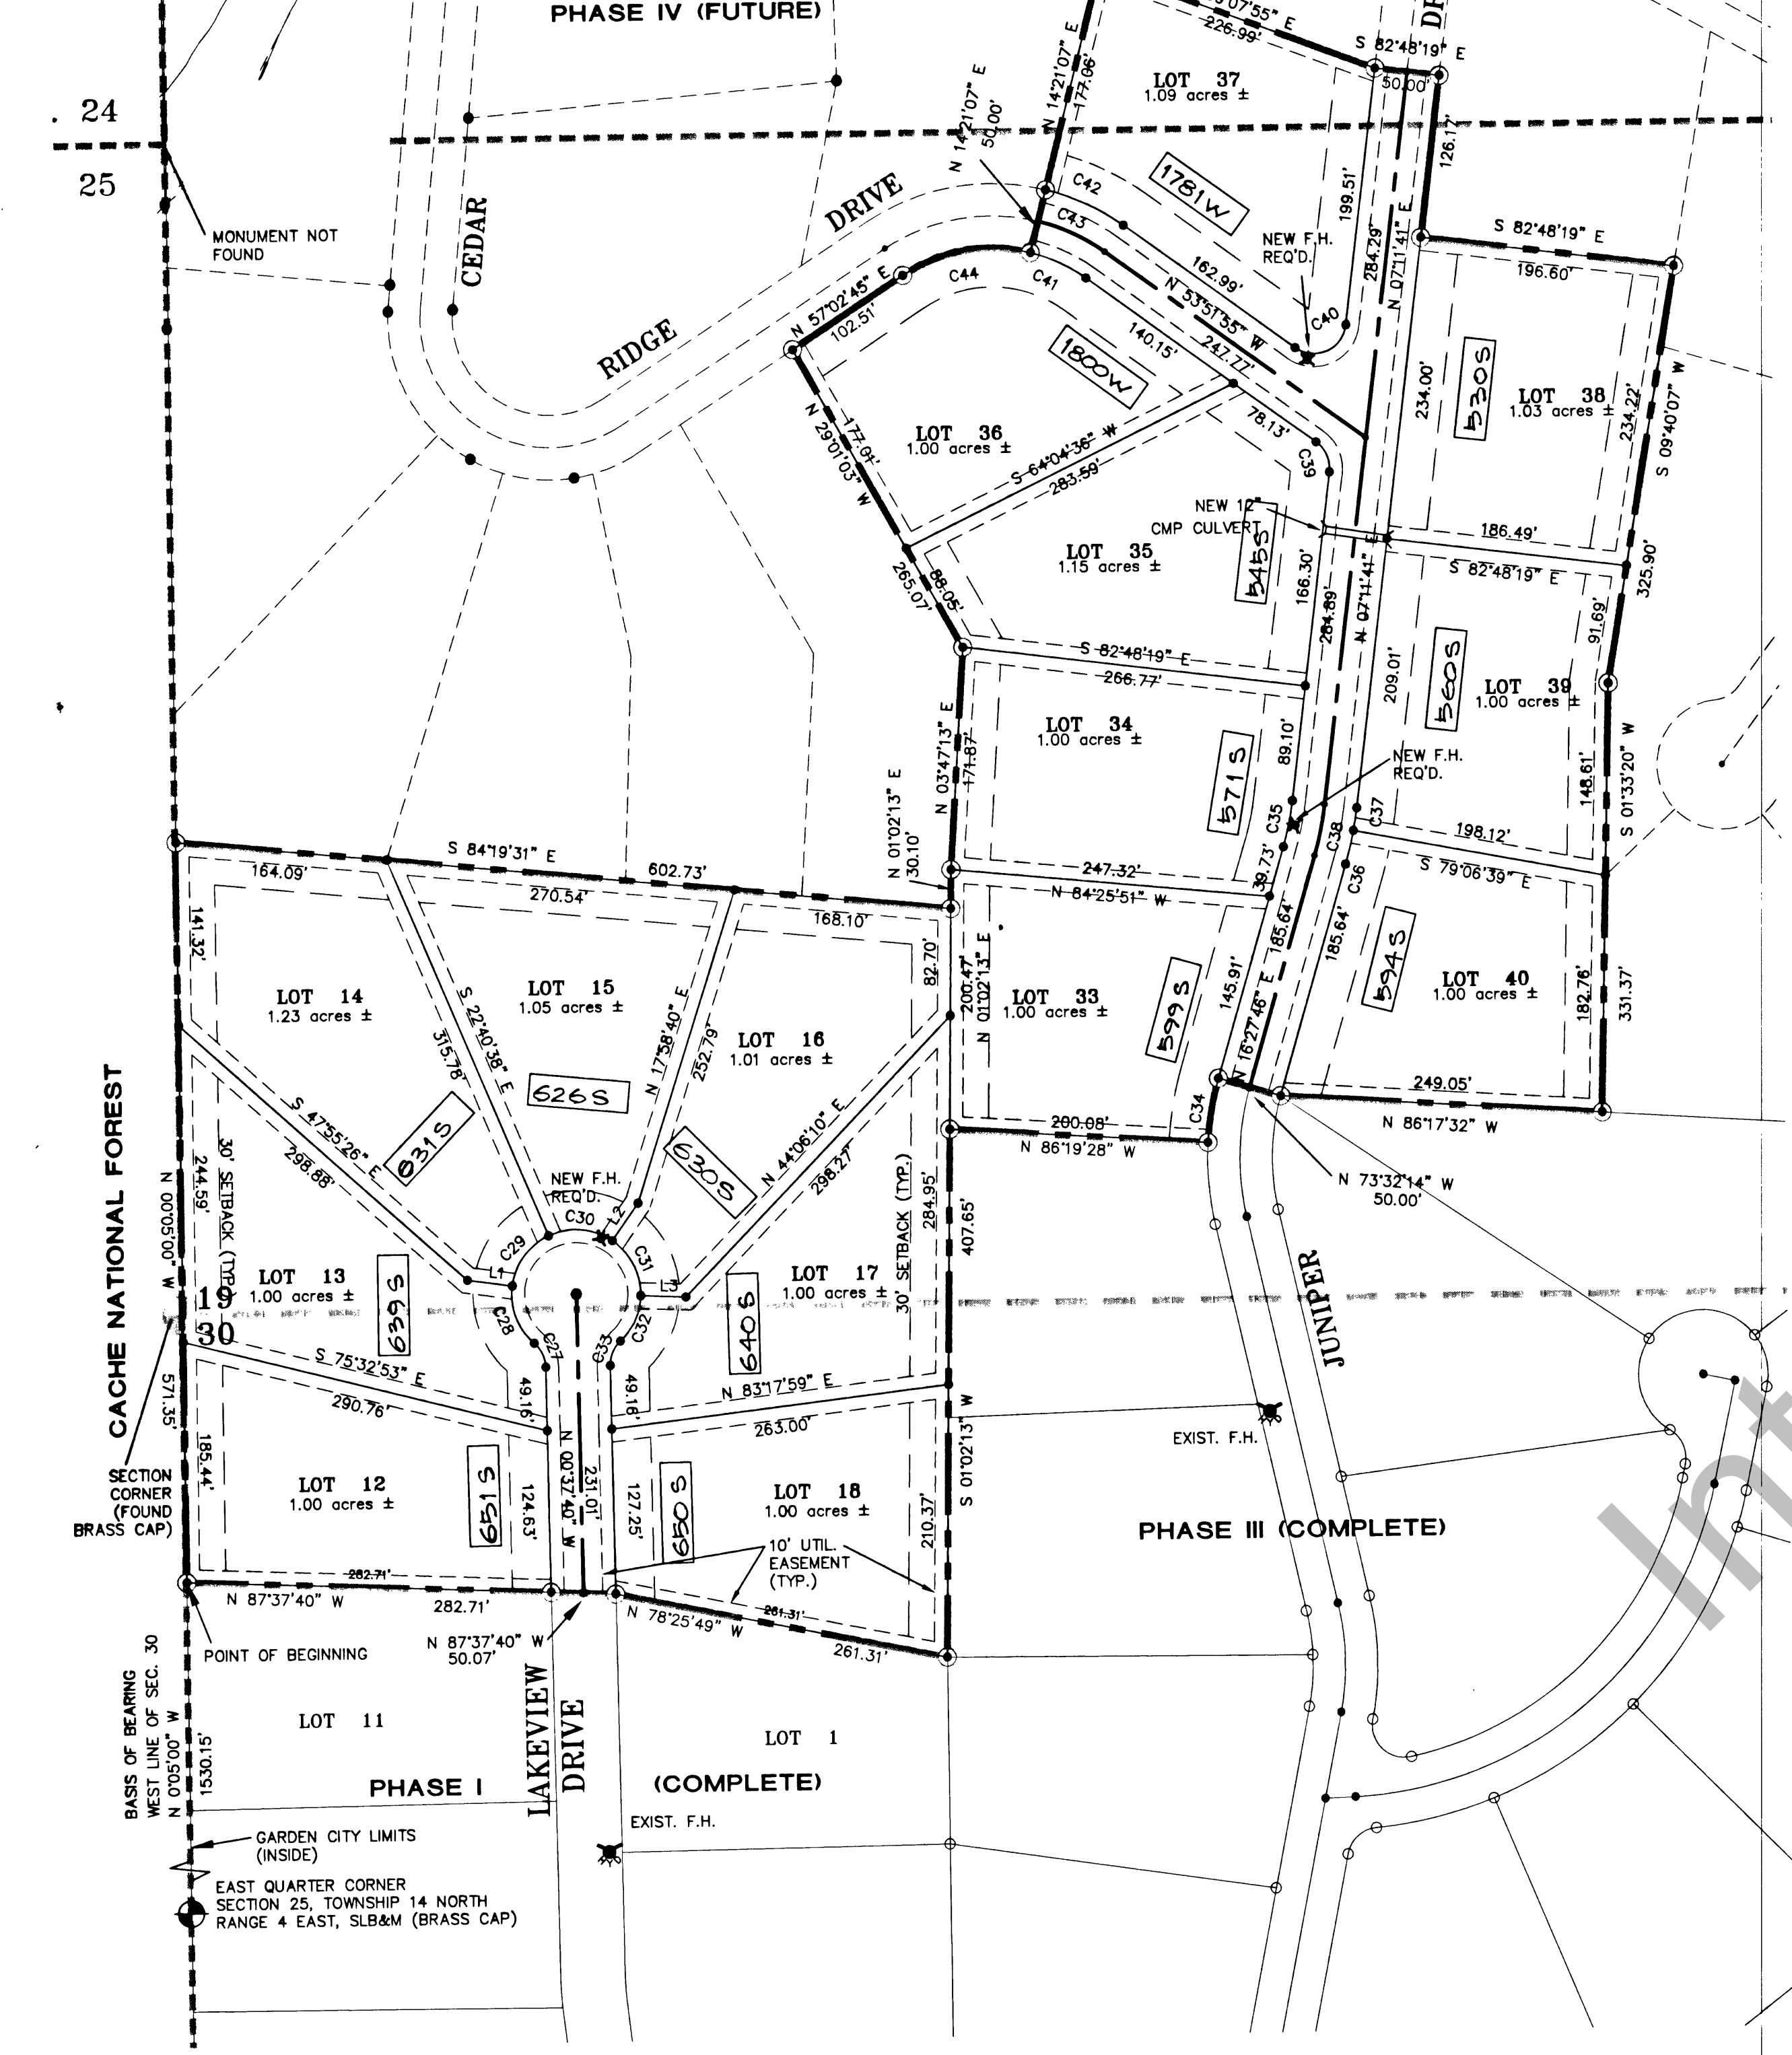 PHASE IV (FUTURE)
24
25
MONUMENT NOT
FOUND
CEDAR
RIDGE
DRIVE
N 14°21'07" E
177.06'
N 14°21'07" E
50.00'
07'55" E
226.99'
S 82°48'19" E
50.00'
LOT 37
1.09 acres ±
126.17'
C42
C43
1781W
199.51'
284.29'
N 07°11'41" E
NEW F.H.
REQ'D.
S 82°48'19" E
196.60'
N 57°02'45" E
102.51'
C44
C41
162.99'
N 53°51'55" W
247.77'
140.15'
C40
1800W
LOT 36
1.00 acres ±
177.01'
N 29°01'03" W
S 64°04'36" W
283.59'
78.13'
C39
234.00'
5330S
LOT 38
1.03 acres ±
234.22'
S 09°40'07" W
NEW 12"
CMP CULVERT
545S
LOT 35
1.15 acres ±
88.05'
265.07'
166.30'
284.89'
N 07°11'41" E
186.49'
S 82°48'19" E
325.90'
91.69'
S 82°48'19" E
266.77'
209.01'
560S
LOT 39
1.00 acres ±
LOT 34
1.00 acres ±
N 03°47'13" E
171.87'
571S
89.10'
NEW F.H.
REQ'D.
148.61'
S 01°33'20" W
N 01°02'13" E
30.10'
C35
C37
C38
C36
39.73'
198.12'
S 79°06'39" E
247.32'
N 84°25'51" W
S 84°19'31" E
164.09'
602.73'
270.54'
168.10'
141.32'
LOT 14
1.23 acres ±
LOT 15
1.05 acres ±
LOT 16
1.01 acres ±
S 22°40'38" E
315.78'
N 17°58'40" E
252.79'
82.70'
200.47'
N 01°02'13" E
LOT 33
1.00 acres ±
599S
145.91'
185.64'
N 16°27'46" E
185.64'
594S
LOT 40
1.00 acres ±
182.76'
331.37'
249.05'
N 86°17'32" W
C34
200.08'
N 86°19'28" W
N 73°32'14" W
50.00'
626S
631S
630S
S 47°55'26" E
298.88'
N 44°06'10" E
298.27'
NEW F.H.
REQ'D.
C30
L2
C29
C31
L1
L3
C28
C32
C27
C33
CACHE NATIONAL FOREST
N 00°05'00" W
571.35'
244.59'
30' SETBACK (TYP.)
LOT 13
1.00 acres ±
19
30
639S
640S
LOT 17
1.00 acres ±
30' SETBACK (TYP.)
284.95'
407.65'
S 75°32'53" E
290.76'
49.16'
49.16'
N 83°17'59" E
263.00'
SECTION
CORNER
(FOUND
BRASS CAP)
185.44'
LOT 12
1.00 acres ±
651S
124.63'
N 00°37'40" W
231.01'
127.25'
650S
LOT 18
1.00 acres ±
210.37'
S 01°02'13" W
JUNIPER
EXIST. F.H.
PHASE III (COMPLETE)
10' UTIL.
EASEMENT
(TYP.)
282.71'
N 87°37'40" W
282.71'
N 87°37'40" W
50.07'
261.31'
N 78°25'49" W
261.31'
POINT OF BEGINNING
BASIS OF BEARING
WEST LINE OF SEC. 30
N 0°05'00" W
1530.15'
LOT 11
LAKEVIEW
DRIVE
LOT 1
PHASE I
(COMPLETE)
EXIST. F.H.
GARDEN CITY LIMITS
(INSIDE)
EAST QUARTER CORNER
SECTION 25, TOWNSHIP 14 NORTH
RANGE 4 EAST, SLB&M (BRASS CAP)
Int